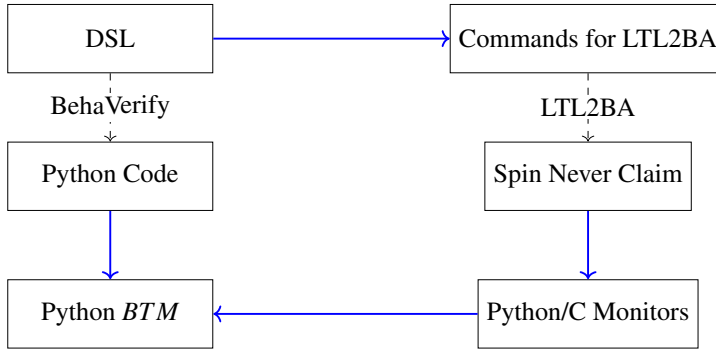 DSL
Commands for LTL2BA
BehaVerify
LTL2BA
Python Code
Spin Never Claim
Python BTM
Python/C Monitors